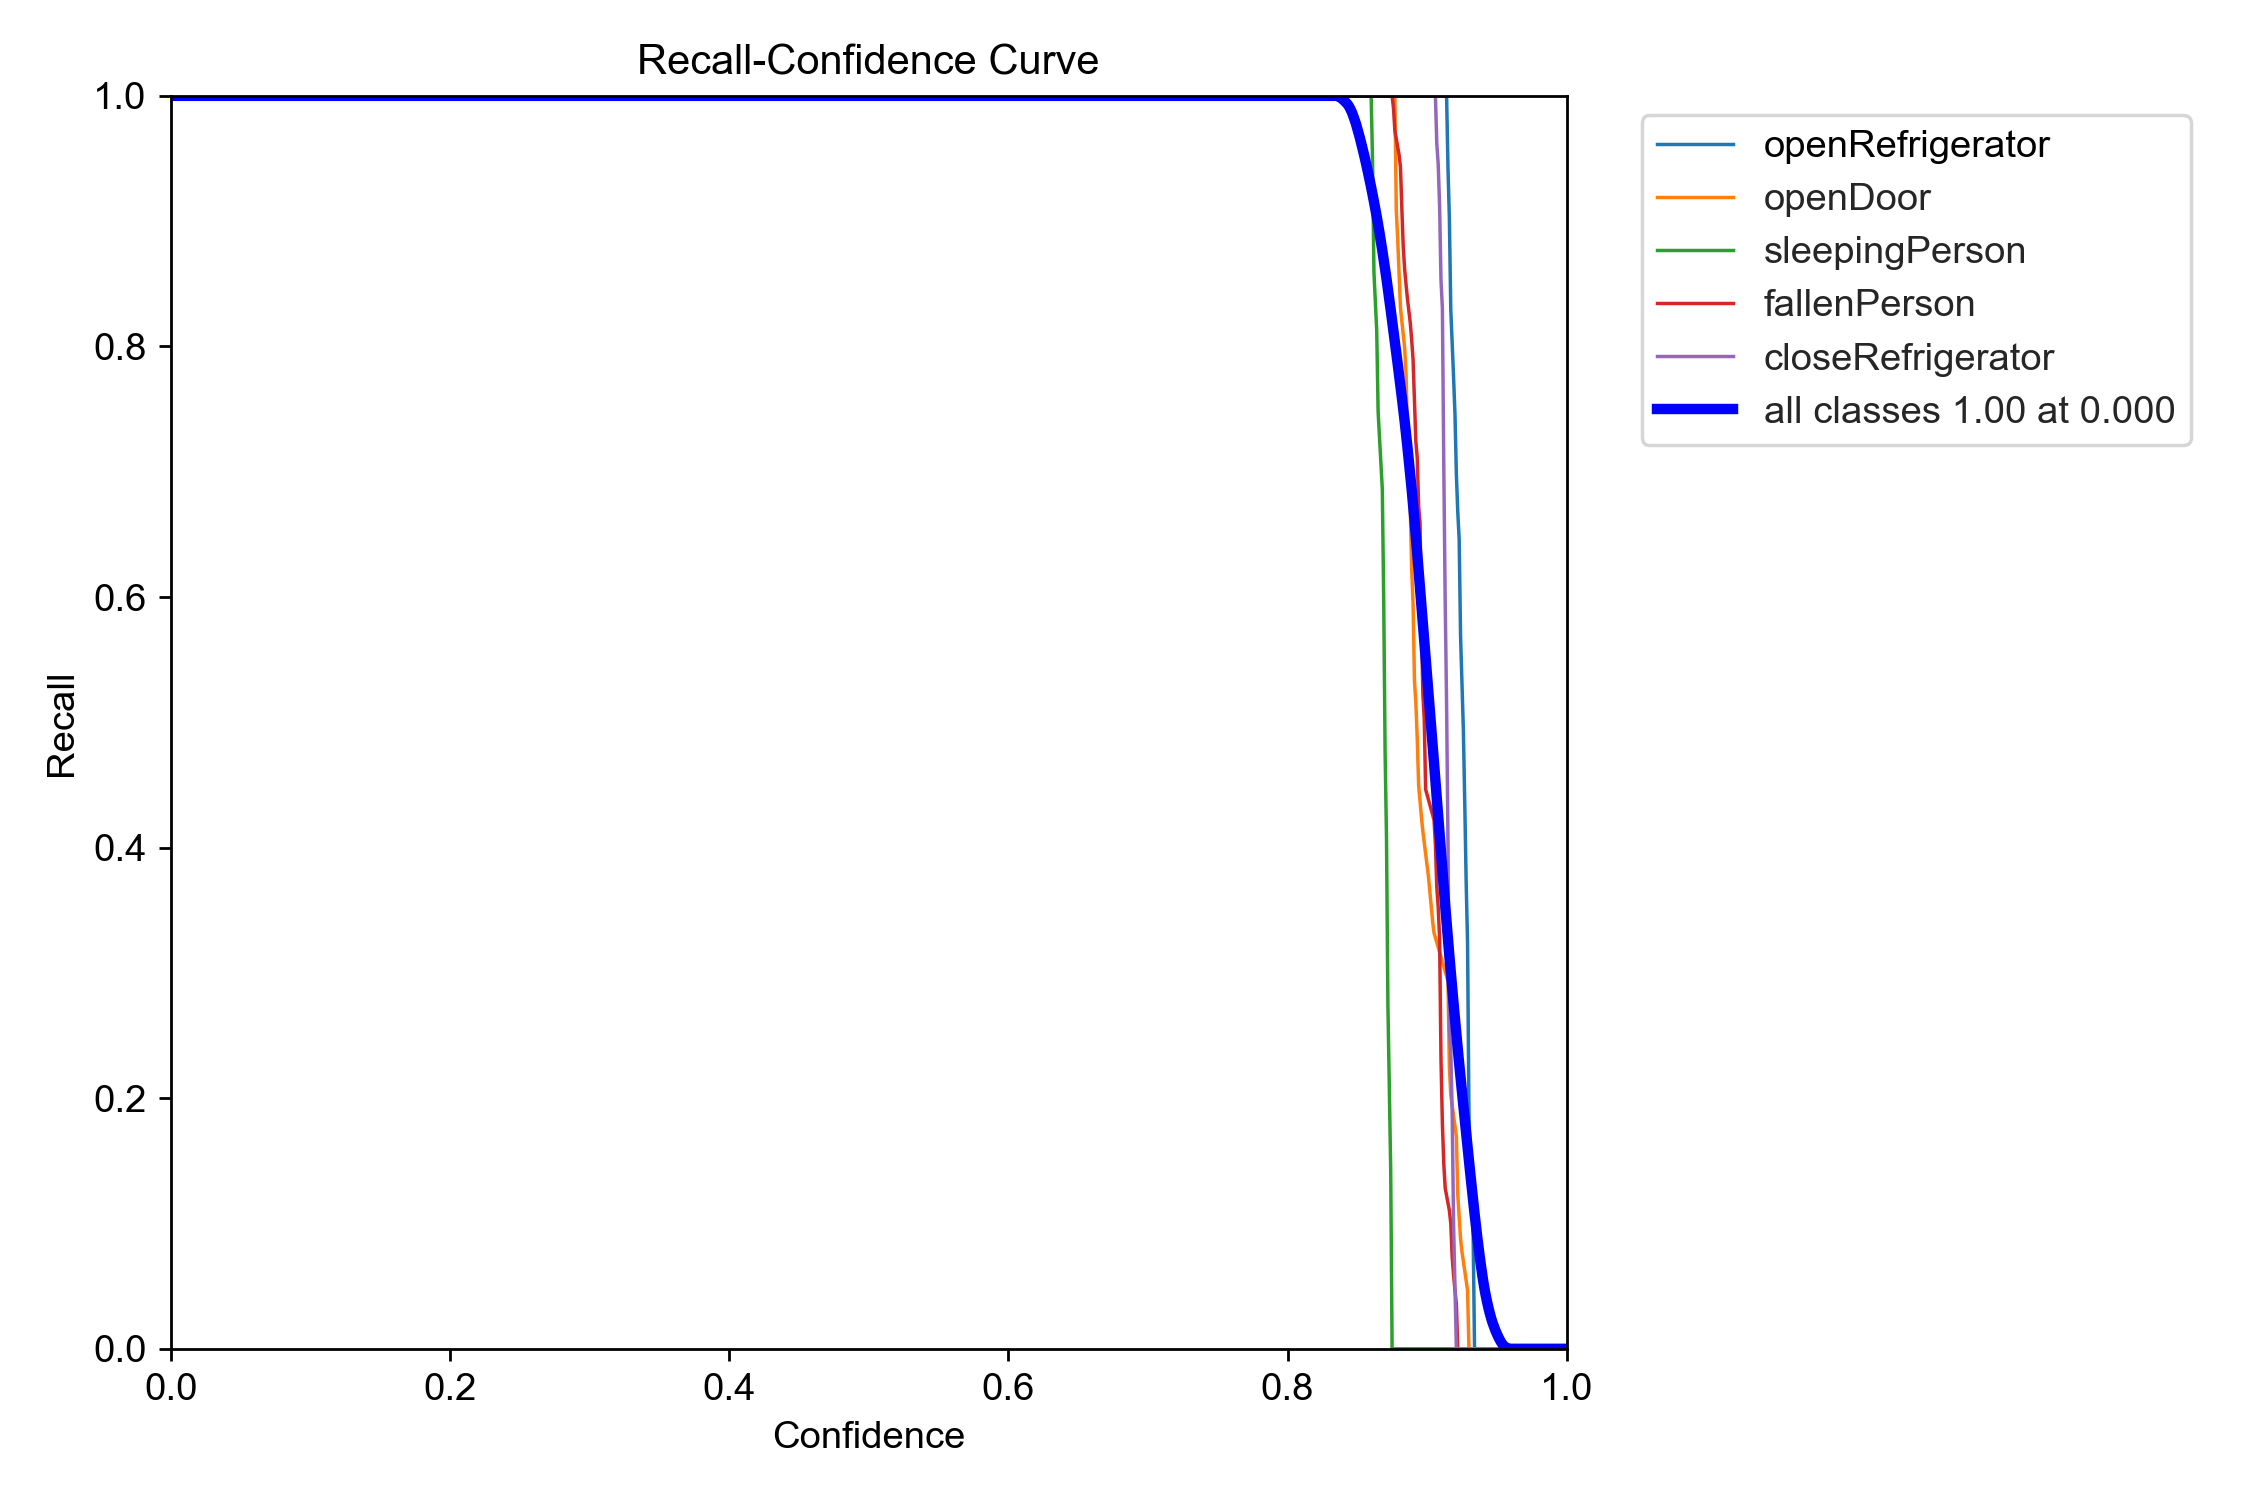 Recall-Confidence Curve
1.0
0.8
0.6
0.4
0.2
0.0
Recall
0.0 0.2 0.4 0.6 0.8 1.0
Confidence
openRefrigerator
openDoor
sleepingPerson
fallenPerson
closeRefrigerator
all classes 1.00 at 0.000